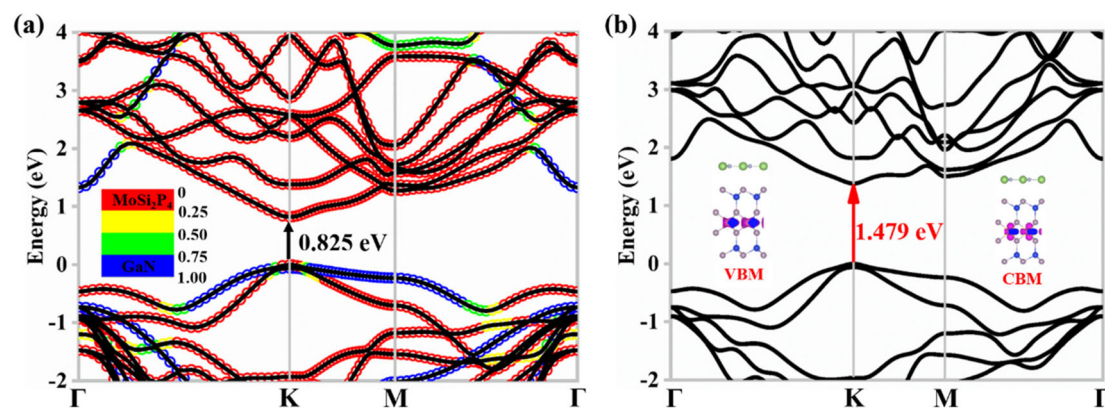 (a)
(b)
4
3
2
1
0
-1
-2
Energy (eV)
MoSi₂P₄
GaN
0
0.25
0.50
0.75
1.00
0.825 eV
Γ
K
M
Γ
4
3
2
1
0
-1
-2
Energy (eV)
1.479 eV
VBM
CBM
Γ
K
M
Γ